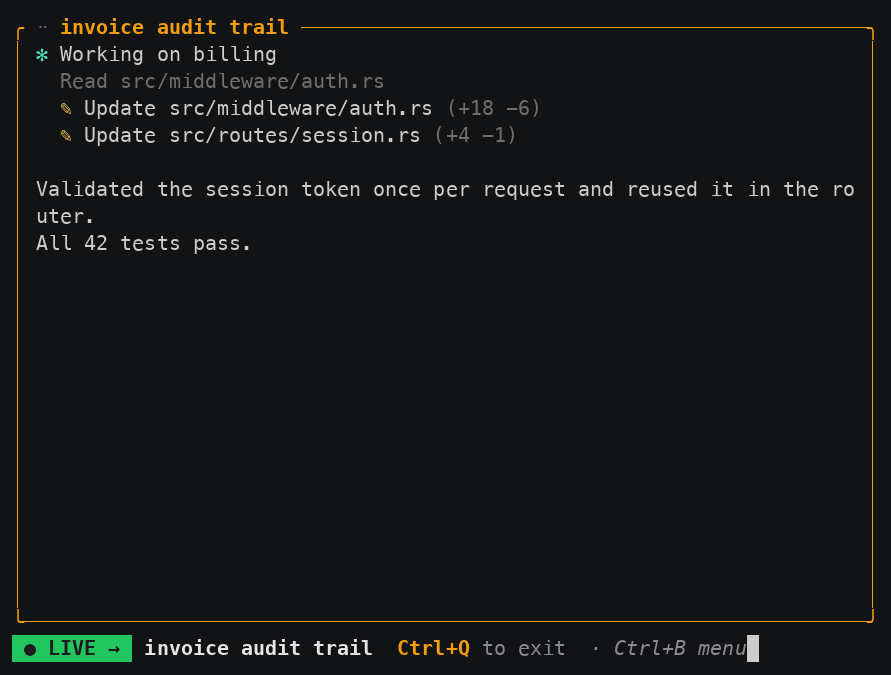 ·· invoice audit trail
✻ Working on billing
Read src/middleware/auth.rs
✎ Update src/middleware/auth.rs (+18 −6)
✎ Update src/routes/session.rs (+4 −1)
Validated the session token once per request and reused it in the ro
uter.
All 42 tests pass.
● LIVE → invoice audit trail Ctrl+Q to exit · Ctrl+B menu